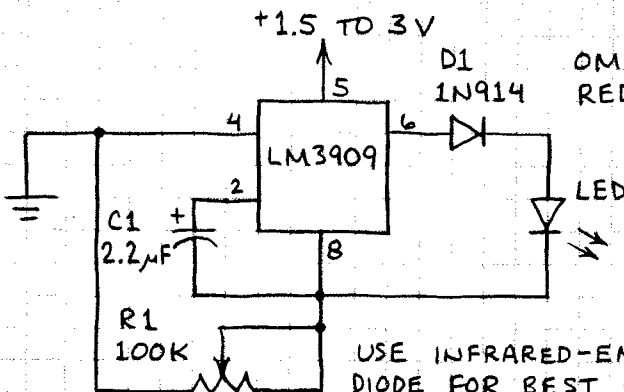 +1.5 TO 3V
D1
1N914
5
4
6
LM3909
2
LED
C1
+
2.2µF
8
R1
100K
USE INFRARED-
DIODE FOR BEST